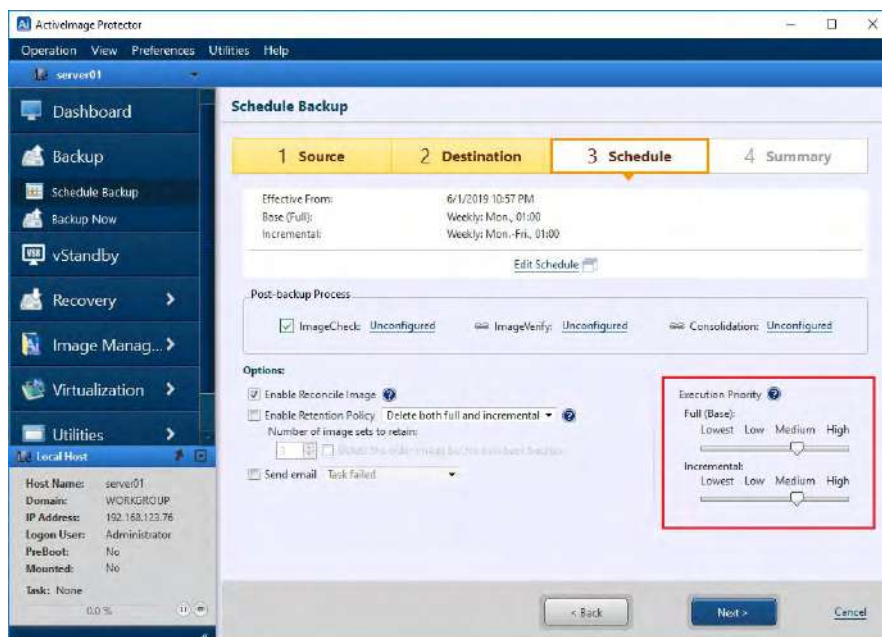 ActiveImage Protector
Operation View Preferences Utilities Help
server01
Dashboard
Backup
Schedule Backup
Backup Now
vStandby
Recovery
Image Manag...
Virtualization
Utilities
Local Host
Host Name: server01
Domain: WORKGROUP
IP Address: 192.168.123.76
Logon User: Administrator
PreBoot: No
Mounted: No
Task: None
0.0 %
Schedule Backup
1 Source 2 Destination 3 Schedule 4 Summary
Effective From: 6/1/2019 10:57 PM
Base (Full): Weekly: Mon., 01:00
Incremental: Weekly: Mon.-Fri., 01:00
Edit Schedule
Post-backup Process
ImageCheck: Unconfigured ImageVerify: Unconfigured Consolidation: Unconfigured
Options:
Enable Reconcile Image
Enable Retention Policy Delete both full and incremental
Number of image sets to retain:
3
Send email Task failed
Execution Priority
Full (Base):
Lowest Low Medium High
Incremental:
Lowest Low Medium High
< Back Next > Cancel